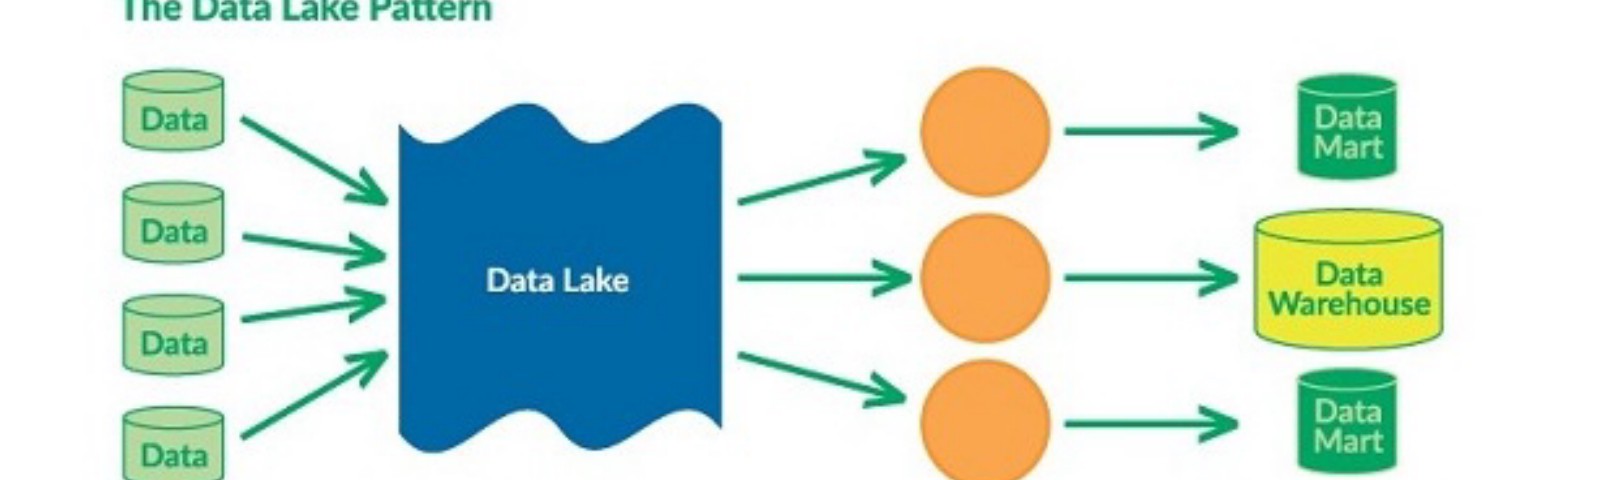 The Data Lake Pattern
Data
Data
Data
Data
Data Lake
Data
Mart
Data
Warehouse
Data
Mart